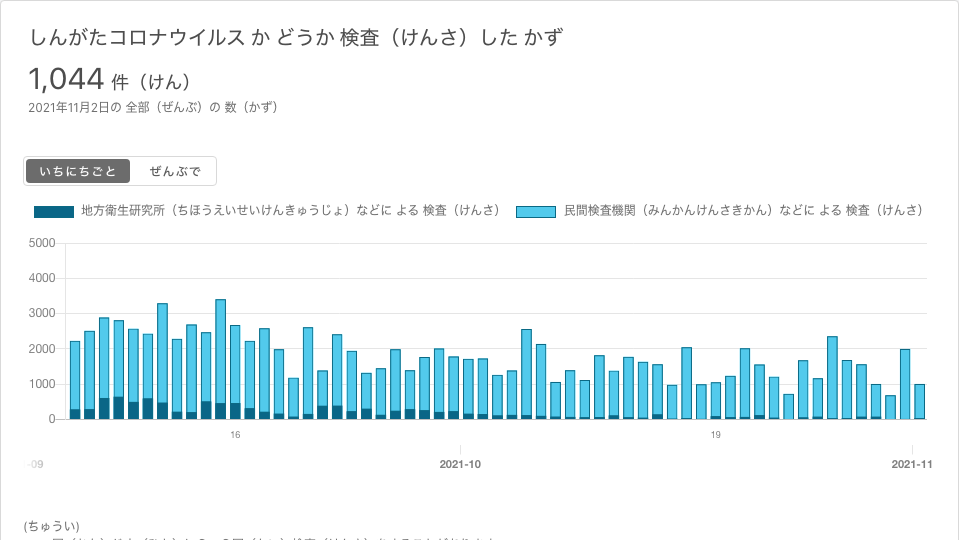 しんがたコロナウイルス か どうか 検査（けんさ）した かず
1,044 件（けん）
2021年11月2日の 全部（ぜんぶ）の 数（かず）
いちにちごと ぜんぶで
地方衛生研究所（ちほうえいせいけんきゅうじょ）などに よる 検査（けんさ） 民間検査機関（みんかんけんさきかん）などに よる 検査（けんさ）
5000
4000
3000
2000
1000
0
16 19
-09 2021-10 2021-11
(ちゅうい)